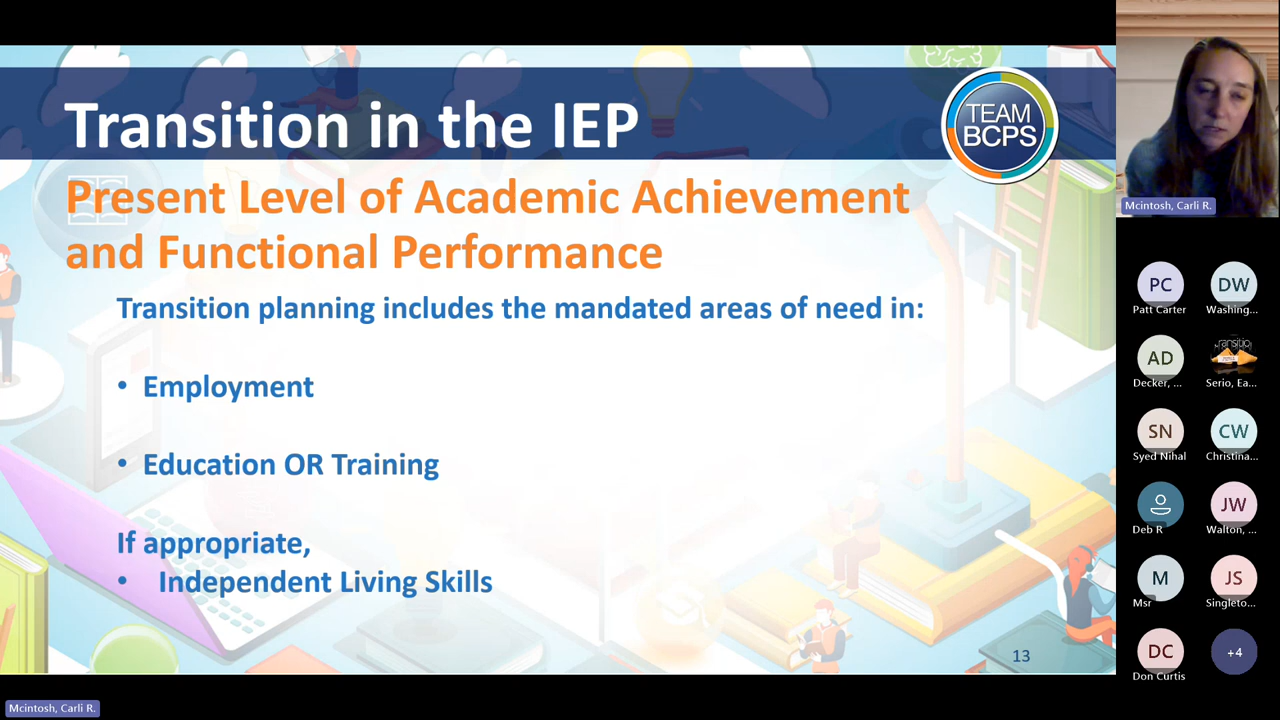 Transition in the IEP
TEAM
BCPS
Present Level of Academic Achievement
and Functional Performance
Transition planning includes the mandated areas of need in:
• Employment
• Education OR Training
If appropriate,
• Independent Living Skills
13
Mcintosh, Carli R.
Mcintosh, Carli R.
PC
Patt Carter
DW
Washing...
AD
Decker, ...
Serio, Ea...
SN
Syed Nihal
CW
Christina...
Deb R
JW
Walton, ...
M
Msr
JS
Singleto...
DC
Don Curtis
+4